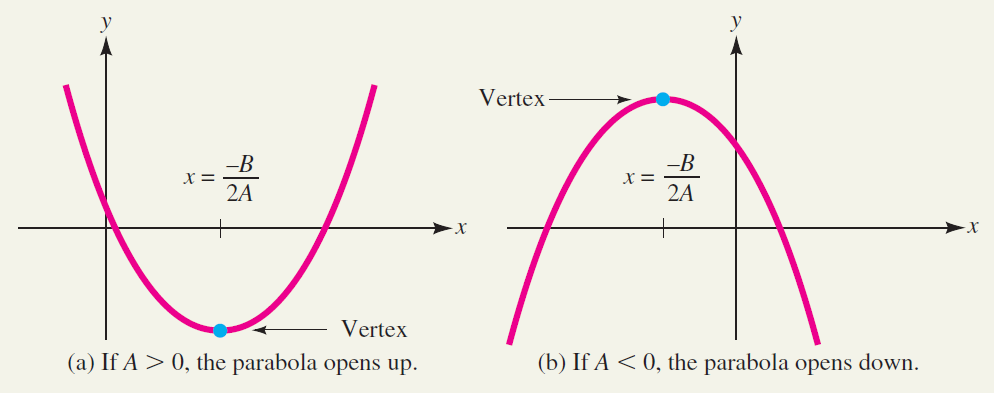 y
x = –B/2A
x
Vertex
(a) If A > 0, the parabola opens up.
y
Vertex
x = –B/2A
x
(b) If A < 0, the parabola opens down.